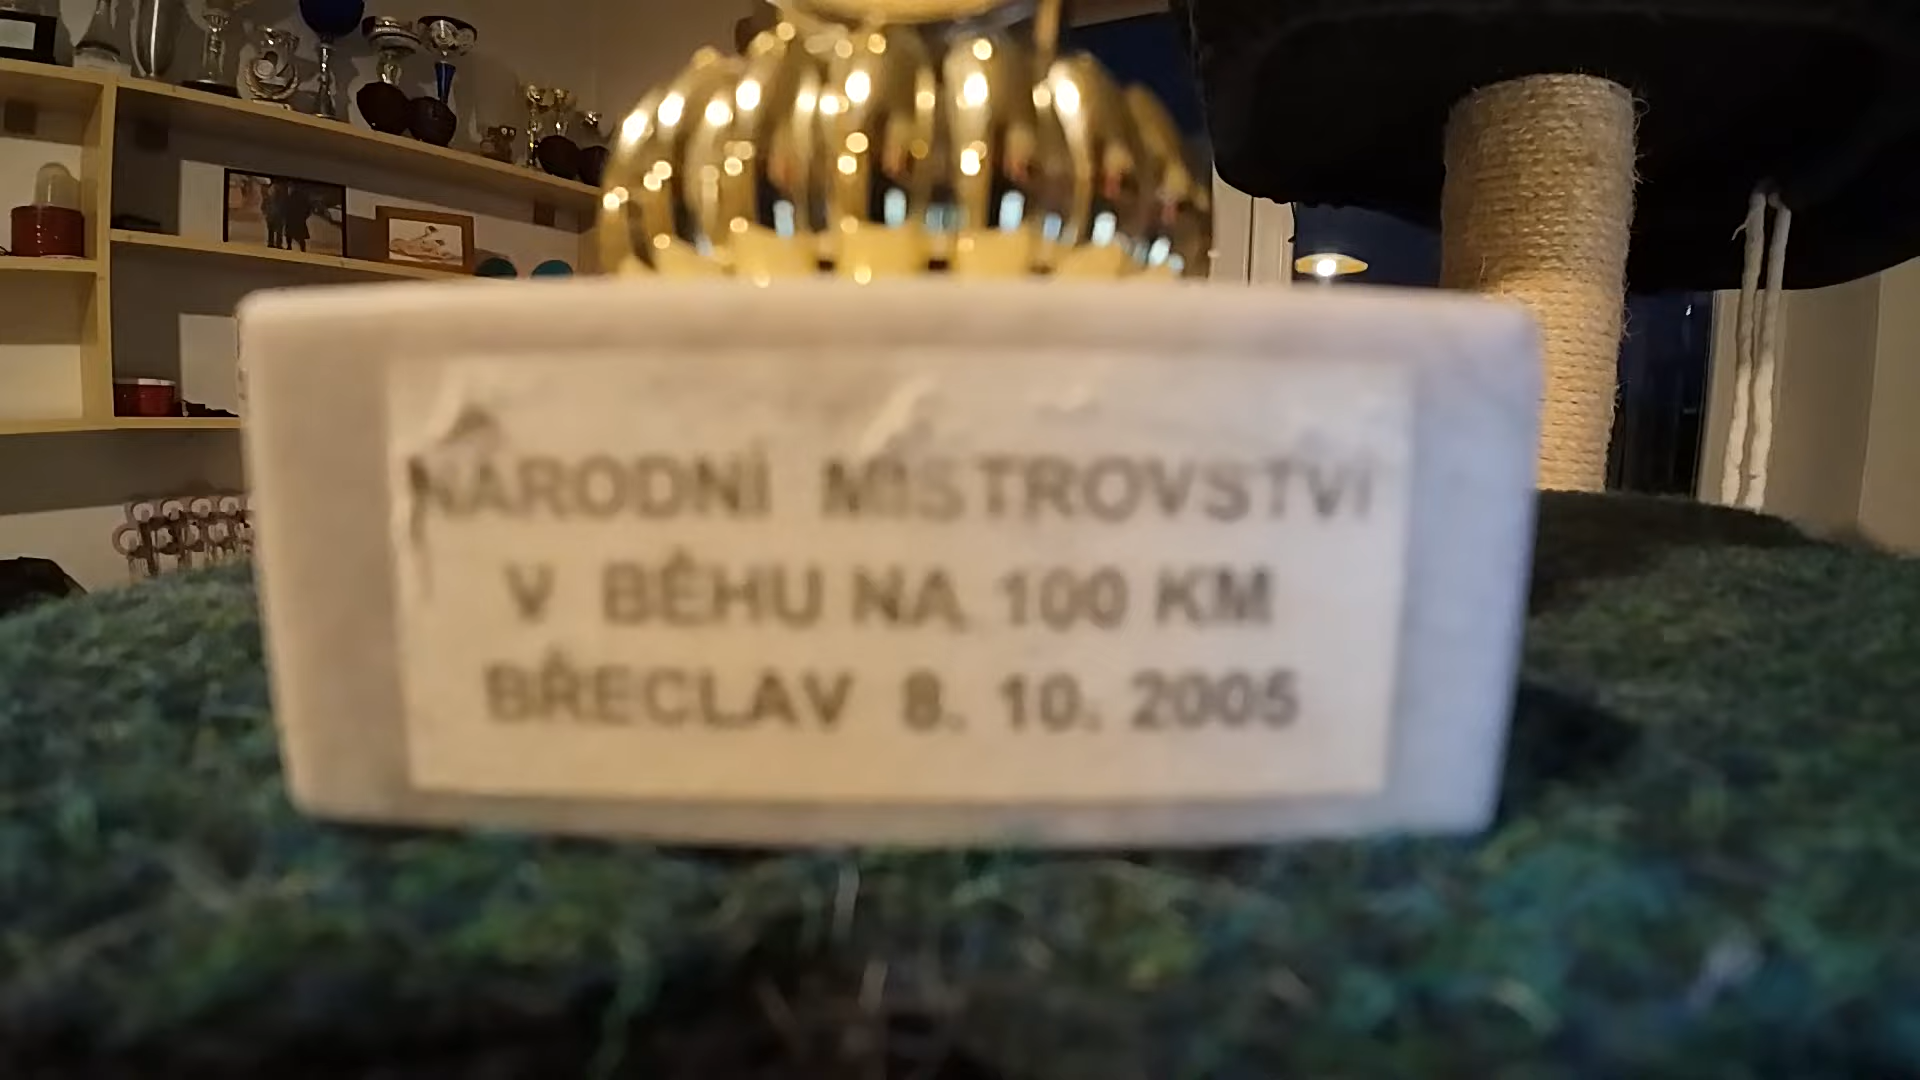 NÁRODNÍ MISTROVSTVÍ
V BĚHU NA 100 KM
BŘECLAV 8. 10. 2005